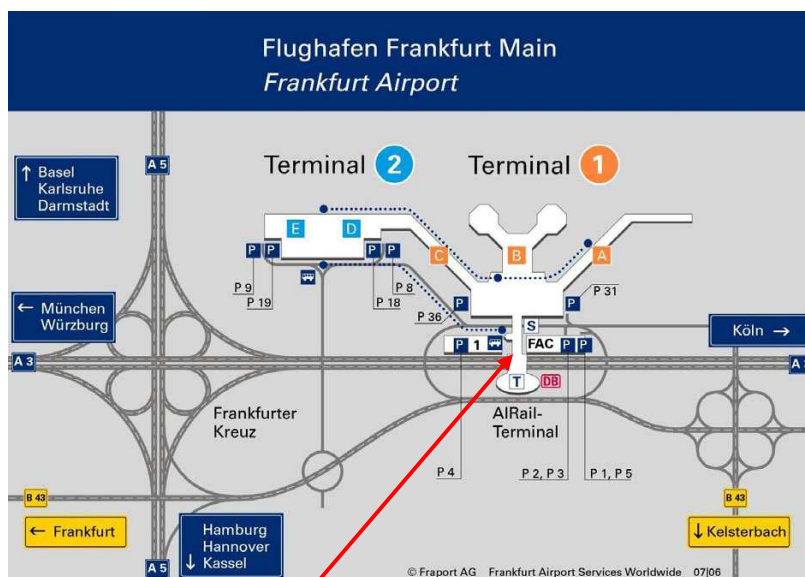 Flughafen Frankfurt Main
Frankfurt Airport
Terminal 2
Terminal 1
A 5
↑ Basel
Karlsruhe
Darmstadt
E
D
C
B
A
P
P
P
P
P 9
P 19
P 18
P 8
P
P
P 36
P 31
← München
Würzburg
Köln →
S
P 1
FAC P P
A 3
A 3
T
DB
Frankfurter
Kreuz
AIRail-
Terminal
P 4
P 2, P 3
P 1, P 5
B 43
B 43
← Frankfurt
Hamburg
Hannover
↓ Kassel
↓ Kelsterbach
A 5
© Fraport AG Frankfurt Airport Services Worldwide 07|06